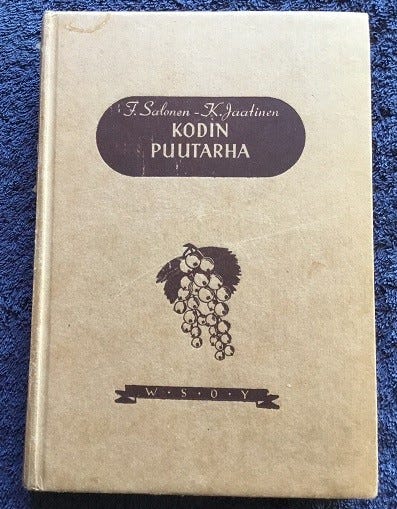 F. Salonen - K. Jaatinen
KODIN
PUUTARHA
W·S·O·Y